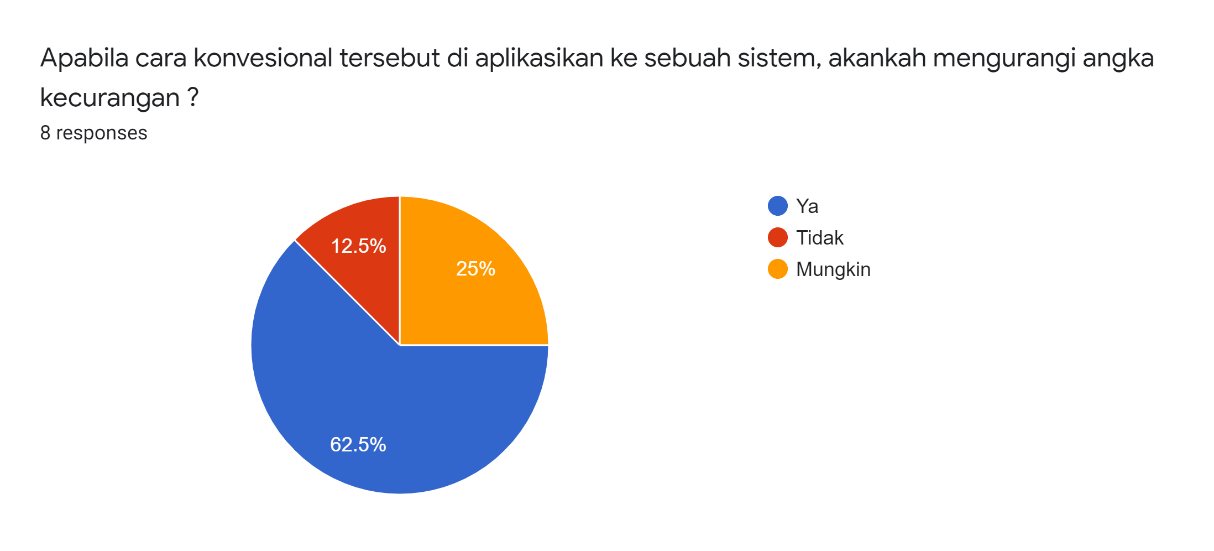 Apabila cara konvesional tersebut di aplikasikan ke sebuah sistem, akankah mengurangi angka
kecurangan ?
8 responses
Ya
Tidak
Mungkin
12.5%
25%
62.5%